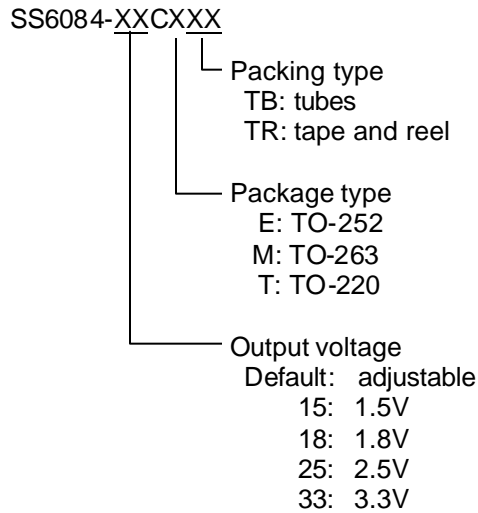 SS6084-XXCXXX
Packing type
TB: tubes
TR: tape and reel
Package type
E: TO-252
M: TO-263
T: TO-220
Output voltage
Default: adjustable
15: 1.5V
18: 1.8V
25: 2.5V
33: 3.3V